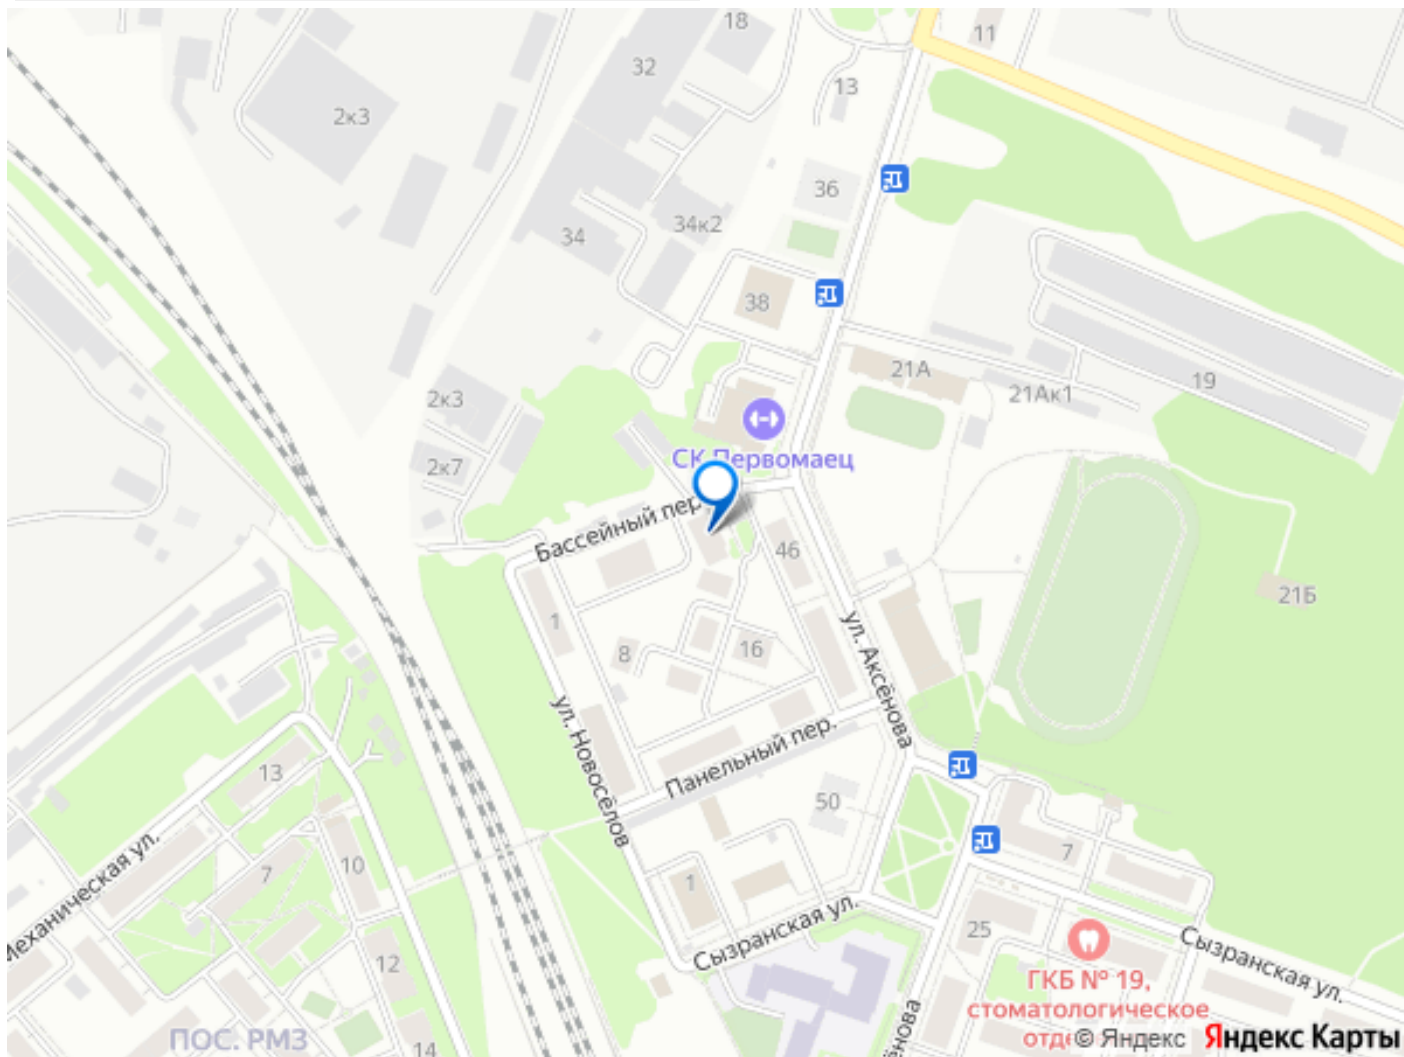 18
11
32
13
2к3
36
34к2
34
38
21А
19
21Ак1
2к3
СК Первомаец
2к7
Бассейный пер.
46
21Б
1
ул. Аксёнова
16
8
ул. Новосёлов
Панельный пер.
13
50
Механическая ул.
10
7
7
1
Сызранская ул.
25
Сызранская ул.
12
ГКБ № 19,
стоматологическое
ПОС. РМЗ
14
© Яндекс
Яндекс Карты